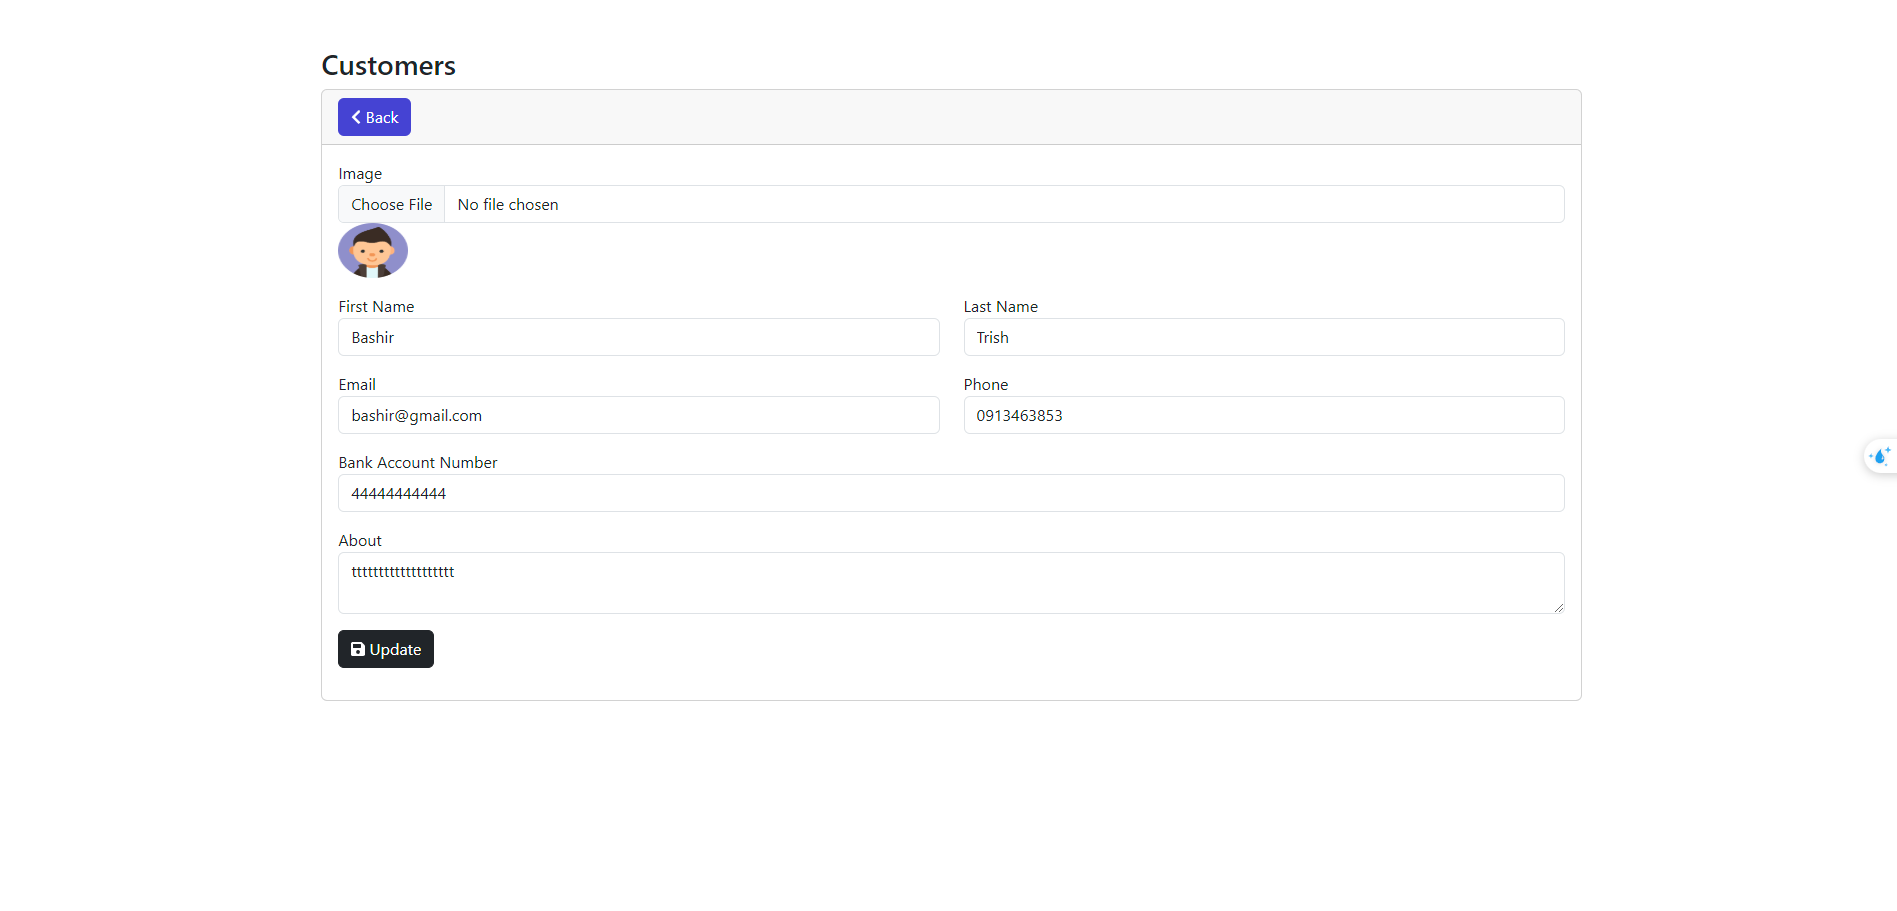 Customers
Back
Image
Choose File No file chosen
First Name Last Name
Bashir Trish
Email Phone
bashir@gmail.com 0913463853
Bank Account Number
44444444444
About
ttttttttttttttttttt
Update